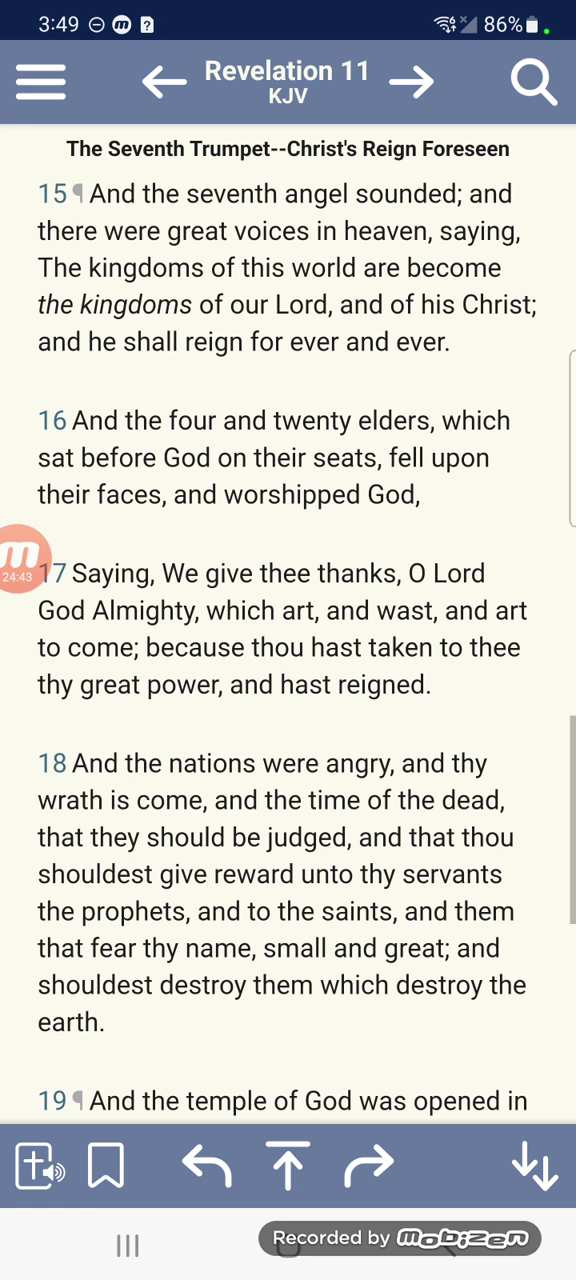 3:49 86%
Revelation 11
KJV
The Seventh Trumpet--Christ's Reign Foreseen
15 ¶ And the seventh angel sounded; and
there were great voices in heaven, saying,
The kingdoms of this world are become
the kingdoms of our Lord, and of his Christ;
and he shall reign for ever and ever.
16 And the four and twenty elders, which
sat before God on their seats, fell upon
their faces, and worshipped God,
m
24:43
17 Saying, We give thee thanks, O Lord
God Almighty, which art, and wast, and art
to come; because thou hast taken to thee
thy great power, and hast reigned.
18 And the nations were angry, and thy
wrath is come, and the time of the dead,
that they should be judged, and that thou
shouldest give reward unto thy servants
the prophets, and to the saints, and them
that fear thy name, small and great; and
shouldest destroy them which destroy the
earth.
19 ¶ And the temple of God was opened in
Recorded by mobizen